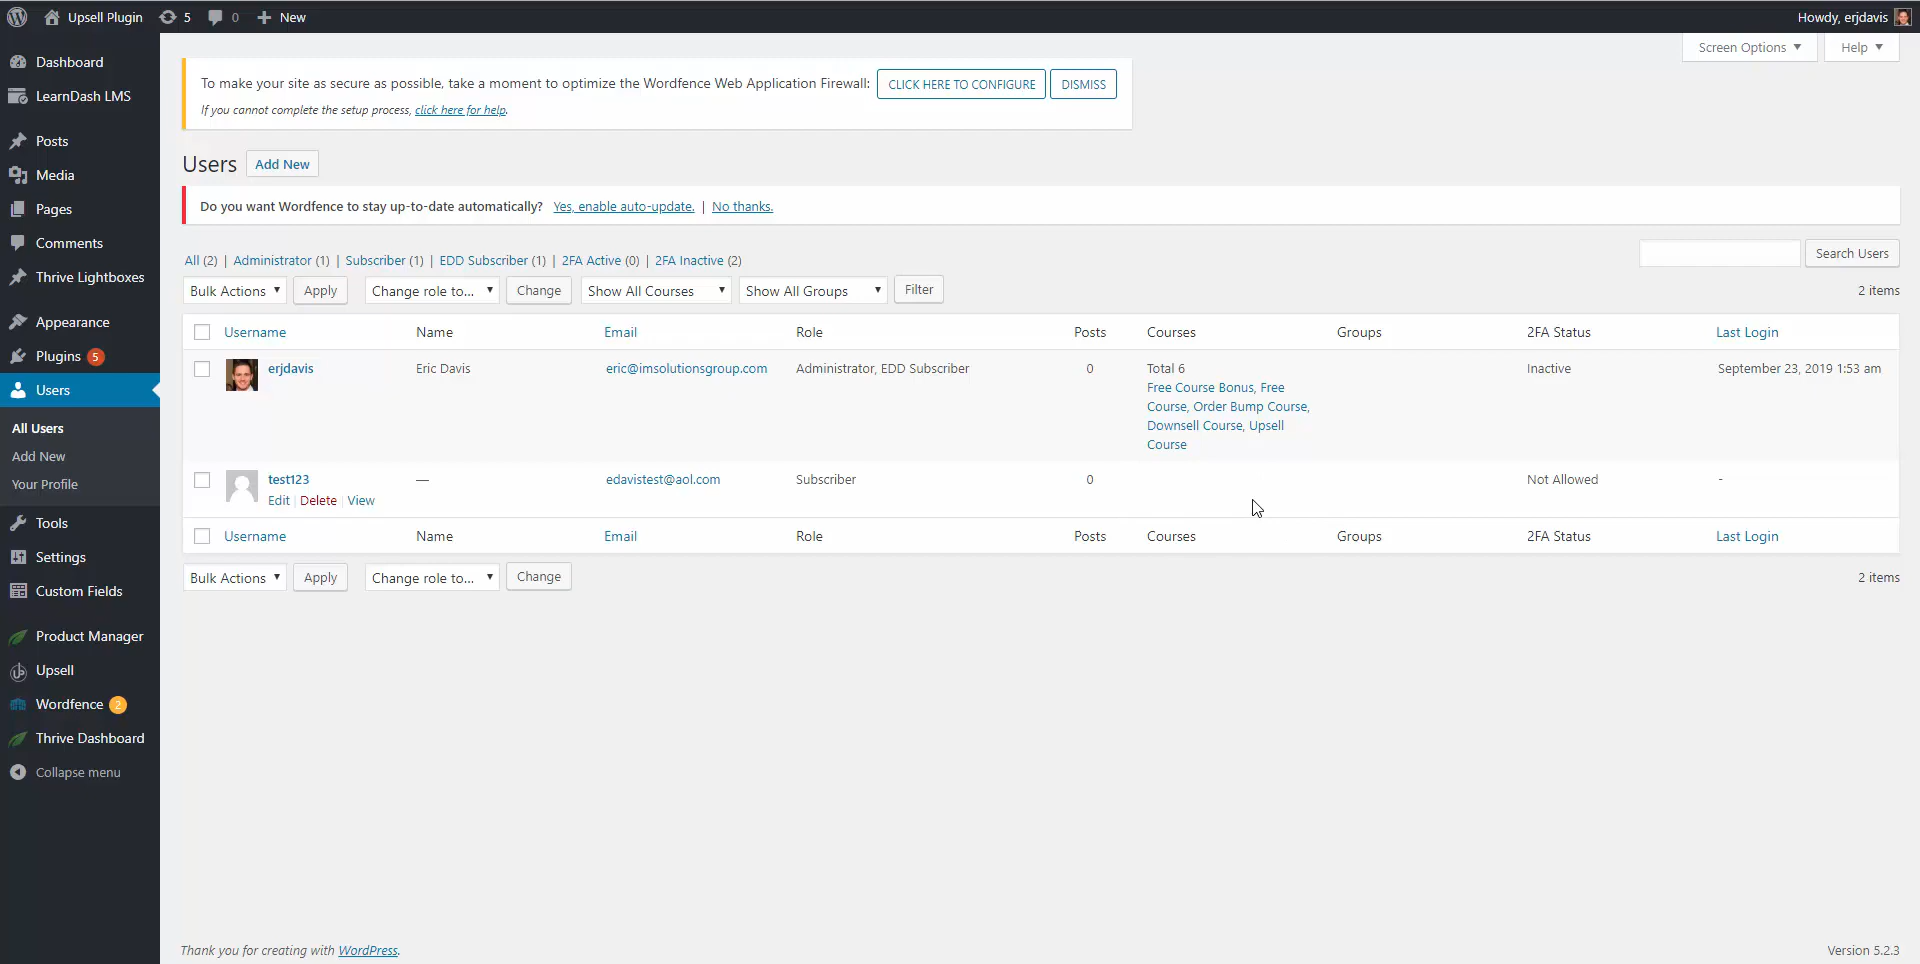 Upsell Plugin 5 0 New Howdy, erjdavis
Screen Options Help
Dashboard
LearnDash LMS
Posts
Media
Pages
Comments
Thrive Lightboxes
Appearance
Plugins 5
Users
All Users
Add New
Your Profile
Tools
Settings
Custom Fields
Product Manager
Upsell
Wordfence 2
Thrive Dashboard
Collapse menu
To make your site as secure as possible, take a moment to optimize the Wordfence Web Application Firewall: CLICK HERE TO CONFIGURE DISMISS
If you cannot complete the setup process, click here for help.
Users Add New
Do you want Wordfence to stay up-to-date automatically? Yes, enable auto-update. | No thanks.
All (2) | Administrator (1) | Subscriber (1) | EDD Subscriber (1) | 2FA Active (0) | 2FA Inactive (2)
Search Users
Bulk Actions Apply Change role to... Change Show All Courses Show All Groups Filter 2 items
Username Name Email Role Posts Courses Groups 2FA Status Last Login
erjdavis Eric Davis eric@imsolutionsgroup.com Administrator, EDD Subscriber 0 Total 6 Inactive September 23, 2019 1:53 am
Free Course Bonus, Free
Course, Order Bump Course,
Downsell Course, Upsell
Course
test123 — edavistest@aol.com Subscriber 0 Not Allowed -
Edit | Delete | View
Username Name Email Role Posts Courses Groups 2FA Status Last Login
Bulk Actions Apply Change role to... Change 2 items
Thank you for creating with WordPress. Version 5.2.3